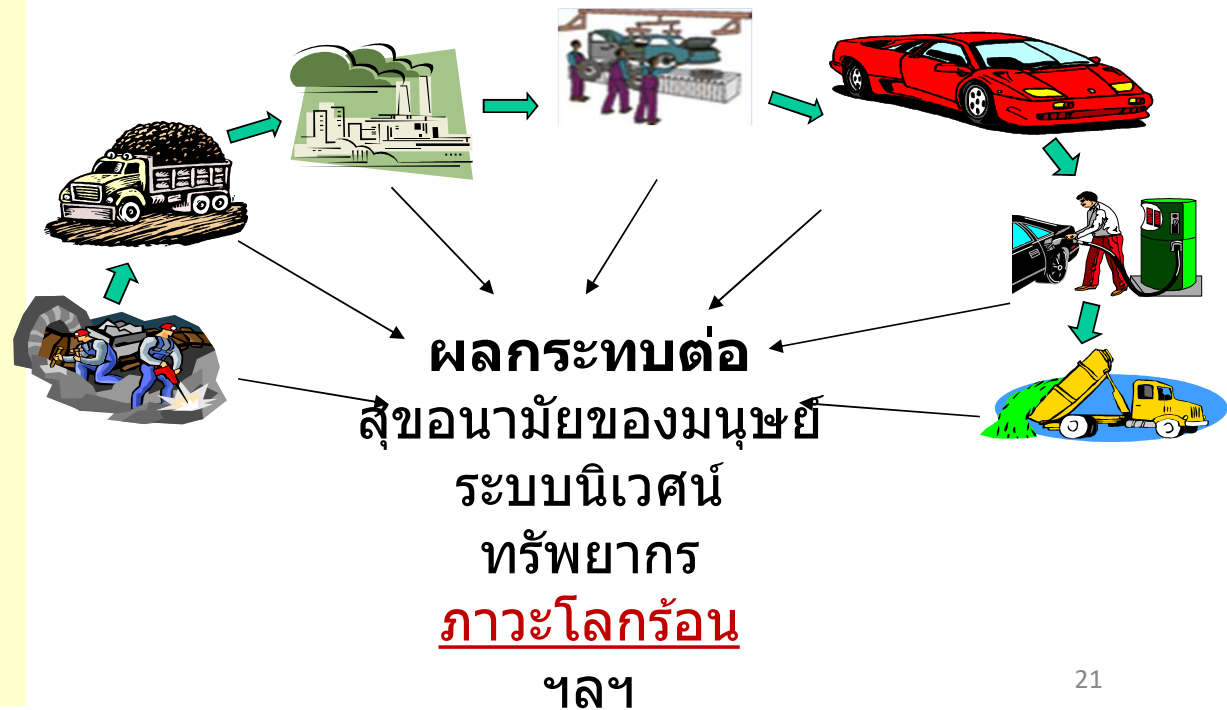 ผลกระทบต่อ
สุขอนามัยของมนุษย์
ระบบนิเวศน์
ทรัพยากร
ภาวะโลกร้อน
ฯลฯ
21